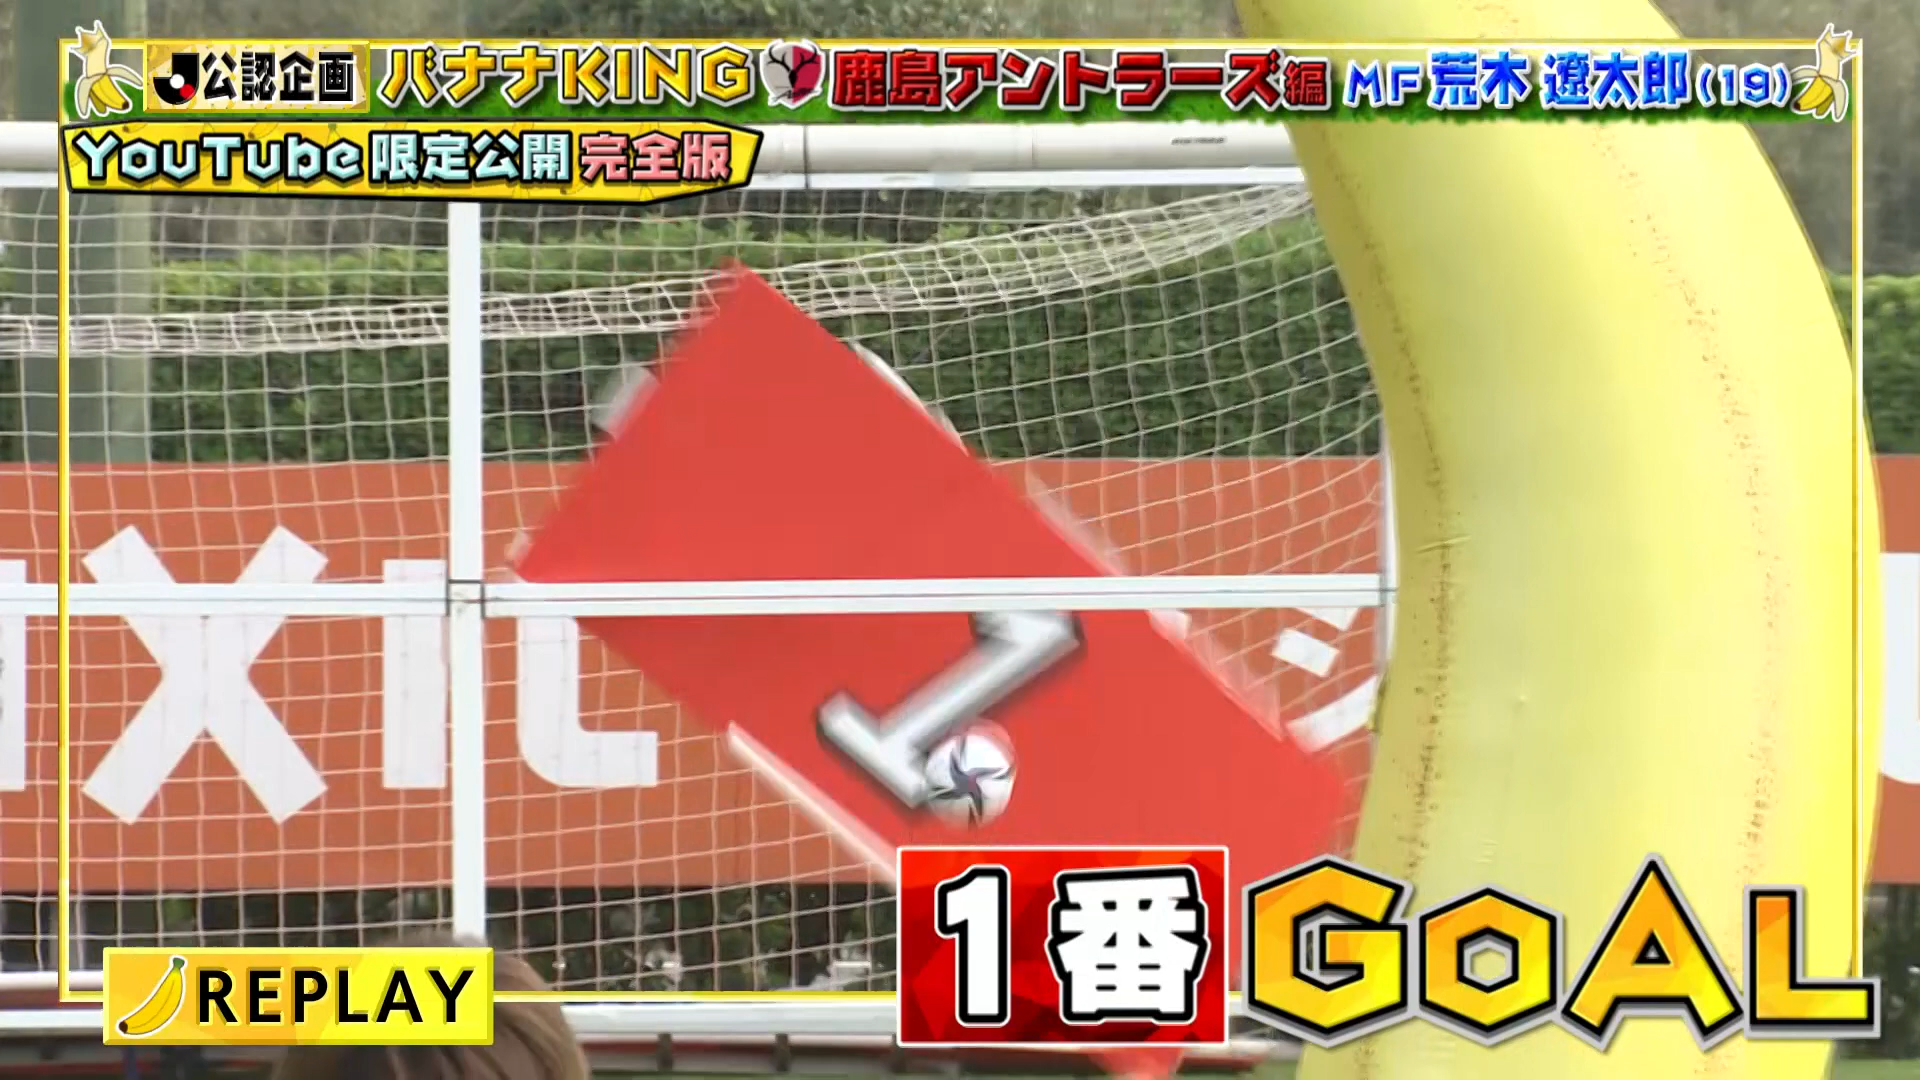 J公認企画 バナナKING 鹿島アントラーズ編 MF 荒木 遼太郎(19)
YouTube限定公開 完全版
1
1番 GOAL
REPLAY